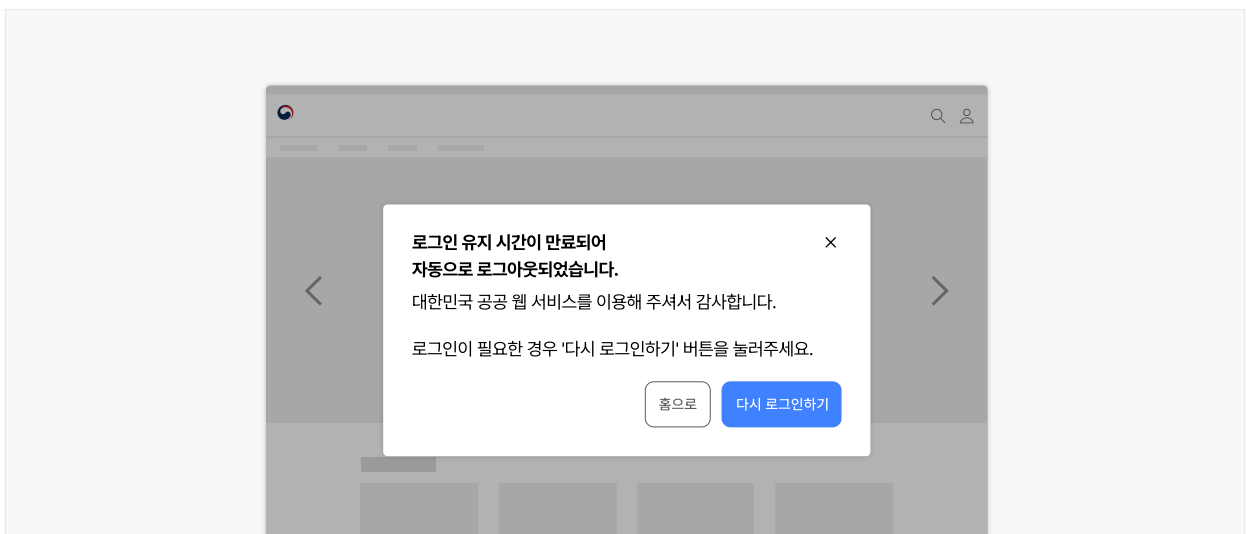 로그인 유지 시간이 만료되어
자동으로 로그아웃되었습니다.
대한민국 공공 웹 서비스를 이용해 주셔서 감사합니다.
로그인이 필요한 경우 '다시 로그인하기' 버튼을 눌러주세요.
홈으로
다시 로그인하기